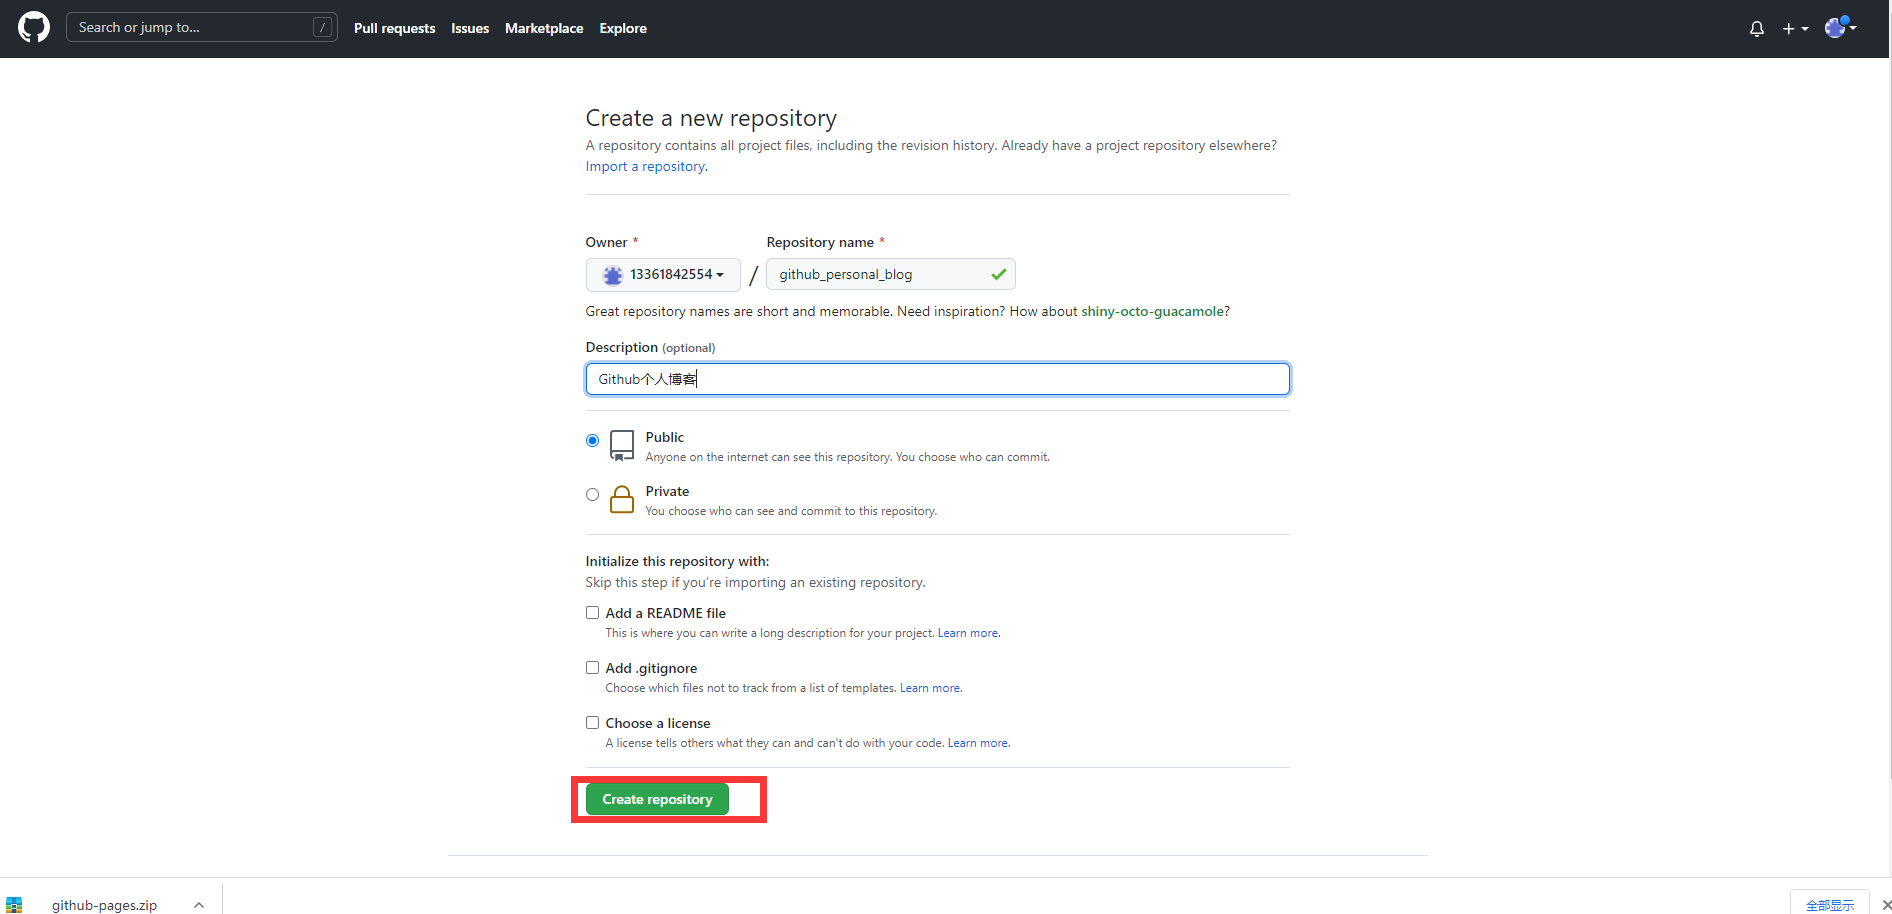 Search or jump to... / Pull requests Issues Marketplace Explore
Create a new repository
A repository contains all project files, including the revision history. Already have a project repository elsewhere?
Import a repository.
Owner * Repository name *
13361842554 / github_personal_blog
Great repository names are short and memorable. Need inspiration? How about shiny-octo-guacamole?
Description (optional)
Github个人博客
Public
Anyone on the internet can see this repository. You choose who can commit.
Private
You choose who can see and commit to this repository.
Initialize this repository with:
Skip this step if you're importing an existing repository.
Add a README file
This is where you can write a long description for your project. Learn more.
Add .gitignore
Choose which files not to track from a list of templates. Learn more.
Choose a license
A license tells others what they can and can't do with your code. Learn more.
Create repository
github-pages.zip 全部显示